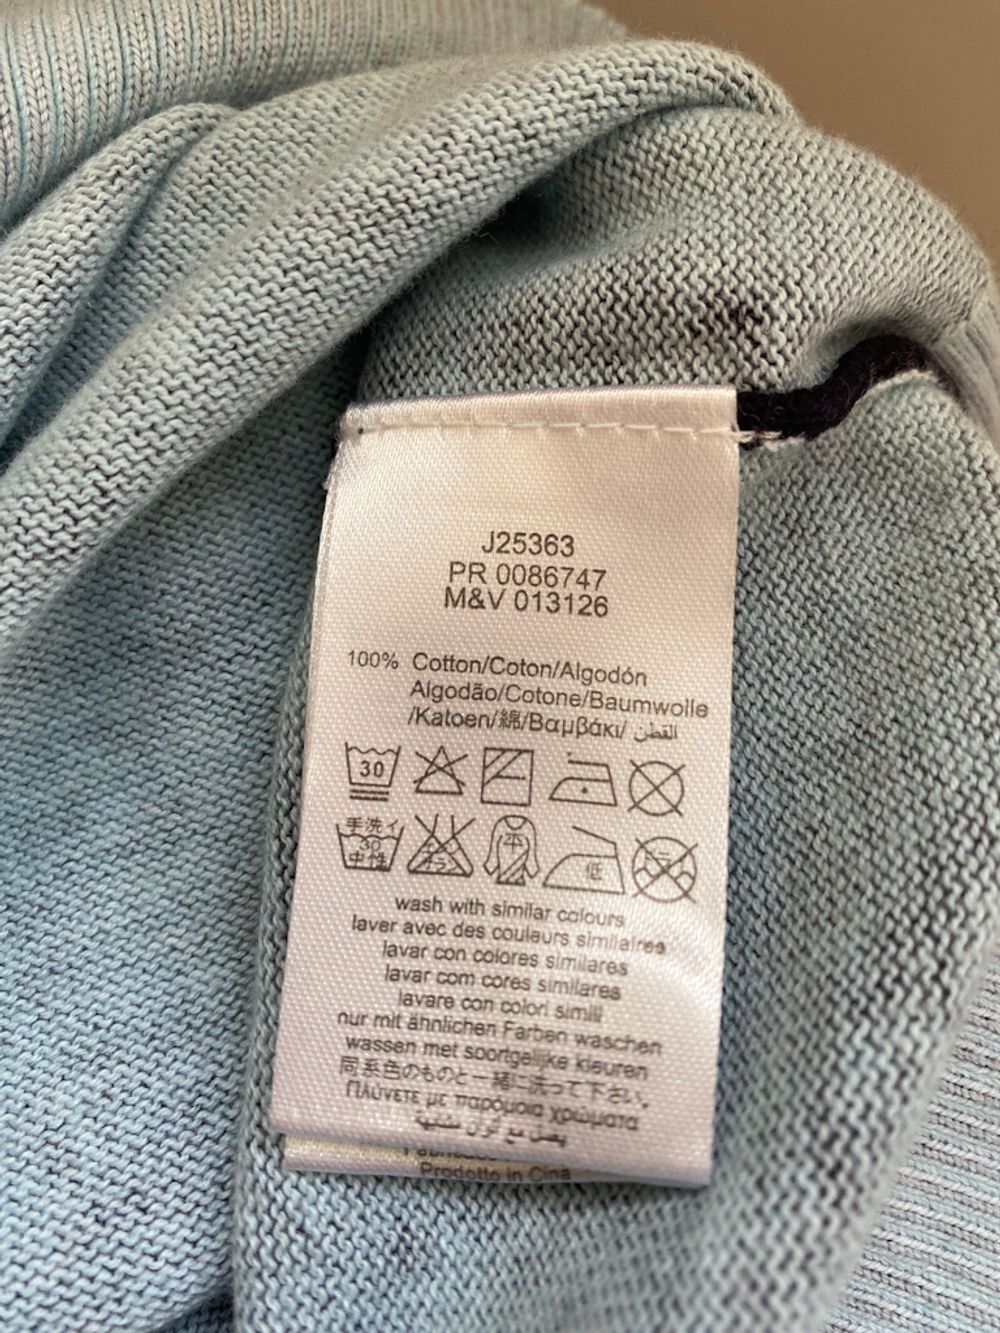 J25363
PR 0086747
M&V 013126
100% Cotton/Coton/Algodón
Algodão/Cotone/Baumwolle
/Katoen/綿/Βαμβάκι/ القطن
30
手洗イ
30
中性
平
低
wash with similar colours
laver avec des couleurs similaires
lavar con colores similares
lavar com cores similares
lavare con colori simili
nur mit ähnlichen Farben waschen
wassen met soortgelijke kleuren
同系色のものと一緒に洗って下さい。
Πλύνετε με παρόμοια χρώματα
يغسل مع ألوان مشابهة
Prodotto in Cina